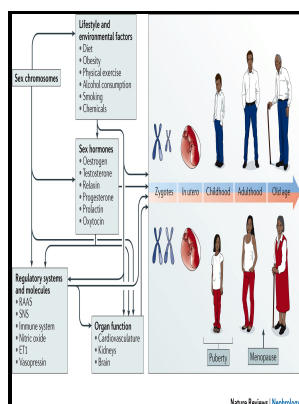 Lifestyle and
environmental factors
• Diet
• Obesity
• Physical exercise
• Alcohol consumption
• Smoking
• Chemicals
Sex chromosomes
Sex hormones
• Oestrogen
• Testosterone
• Relaxin
• Progesterone
• Prolactin
• Oxytocin
Zygotes
In utero
Childhood
Adulthood
Old age
Regulatory systems
and molecules
• RAAS
• SNS
• Immune system
• Nitric oxide
• ET1
• Vasopressin
Organ function
• Cardiovasculature
• Kidneys
• Brain
Puberty
Menopause
Nature Reviews | Nephrology